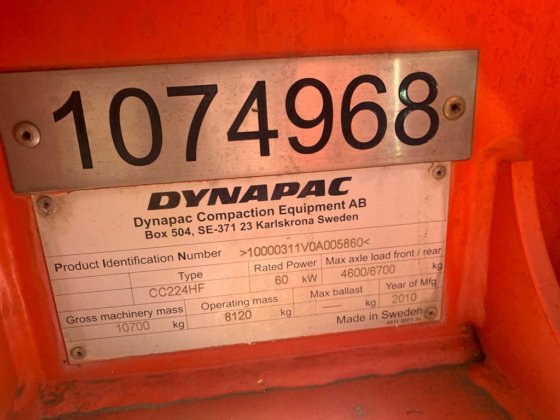 1074968
DYNAPAC
Dynapac Compaction Equipment AB
Box 504, SE-371 23 Karlskrona Sweden
Product Identification Number >10000311V0A005860<
Type Rated Power Max axle load front / rear
CC224HF 60 kW 4600/6700 kg
Gross machinery mass Operating mass Max ballast Year of Mfg
10700 kg 8120 kg kg 2010
Made in Sweden